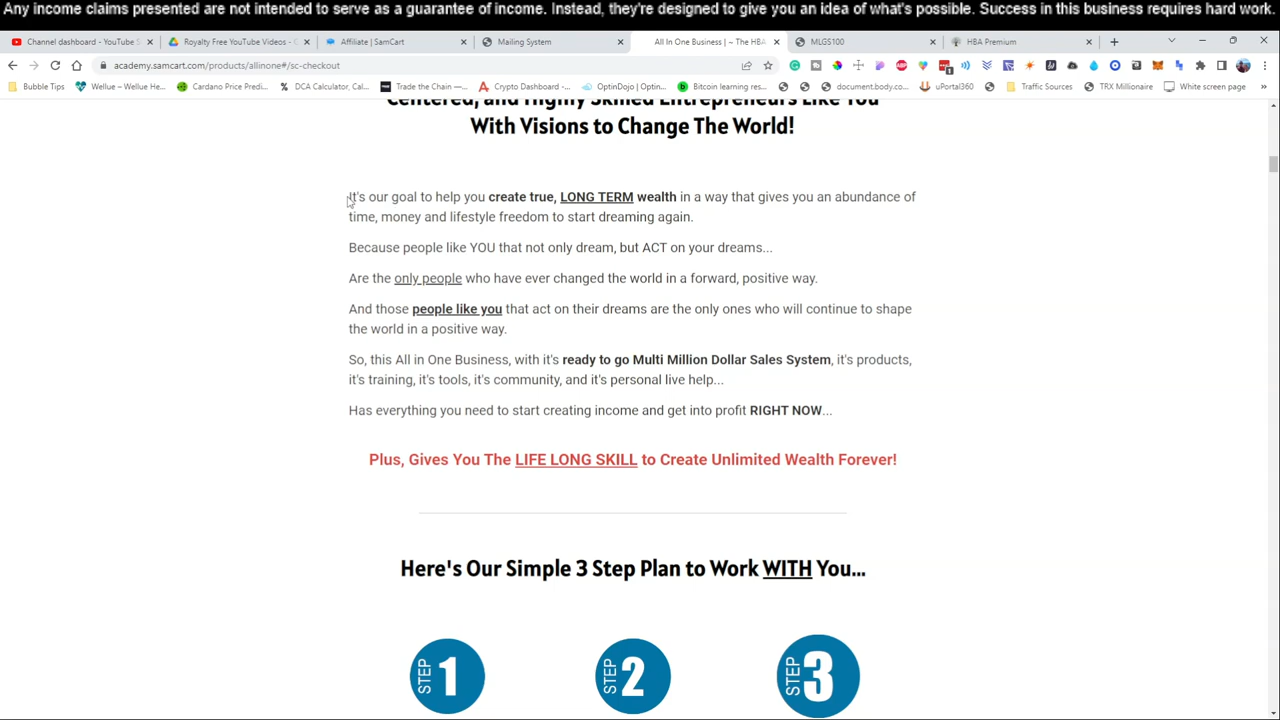 Any income claims presented are not intended to serve as a guarantee of income. Instead, they're designed to give you an idea of what's possible. Success in this business requires hard work.
Channel dashboard - YouTube S
Royalty Free YouTube Videos - G
Affiliate | SamCart
Mailing System
All In One Business | ~ The HBA
MLGS100
HBA Premium
academy.samcart.com/products/allinone#/sc-checkout
Bubble Tips
Wellue – Wellue He...
Cardano Price Predi...
DCA Calculator, Cal...
Trade the Chain —...
Crypto Dashboard -...
OptinDojo | Optin...
Bitcoin learning res...
document.body.co...
uPortal360
Traffic Sources
TRX Millionaire
White screen page
Centered, and Highly Skilled Entrepreneurs Like You
With Visions to Change The World!
It's our goal to help you create true, LONG TERM wealth in a way that gives you an abundance of
time, money and lifestyle freedom to start dreaming again.
Because people like YOU that not only dream, but ACT on your dreams...
Are the only people who have ever changed the world in a forward, positive way.
And those people like you that act on their dreams are the only ones who will continue to shape
the world in a positive way.
So, this All in One Business, with it's ready to go Multi Million Dollar Sales System, it's products,
it's training, it's tools, it's community, and it's personal live help...
Has everything you need to start creating income and get into profit RIGHT NOW...
Plus, Gives You The LIFE LONG SKILL to Create Unlimited Wealth Forever!
Here's Our Simple 3 Step Plan to Work WITH You...
STEP 1
STEP 2
STEP 3